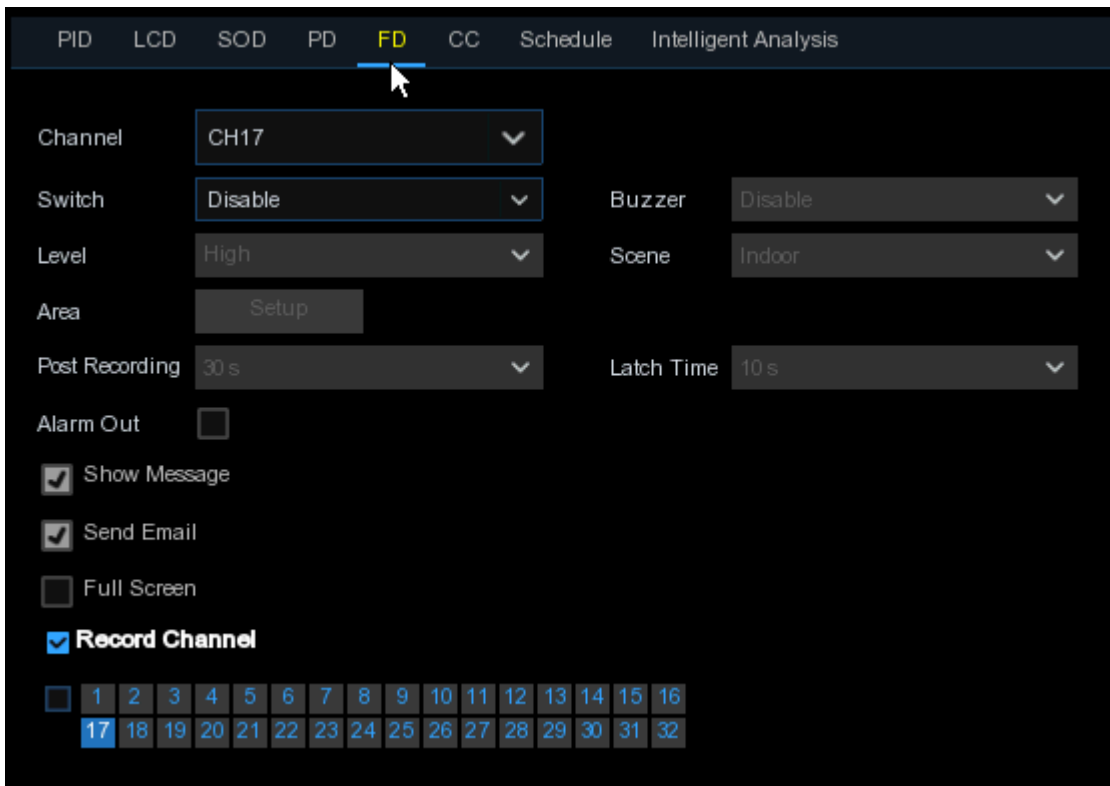 PID LCD SOD PD FD CC Schedule Intelligent Analysis
Channel CH17
Switch Disable Buzzer Disable
Level High Scene Indoor
Area Setup
Post Recording 30 s Latch Time 10 s
Alarm Out
Show Message
Send Email
Full Screen
Record Channel
1 2 3 4 5 6 7 8 9 10 11 12 13 14 15 16
17 18 19 20 21 22 23 24 25 26 27 28 29 30 31 32